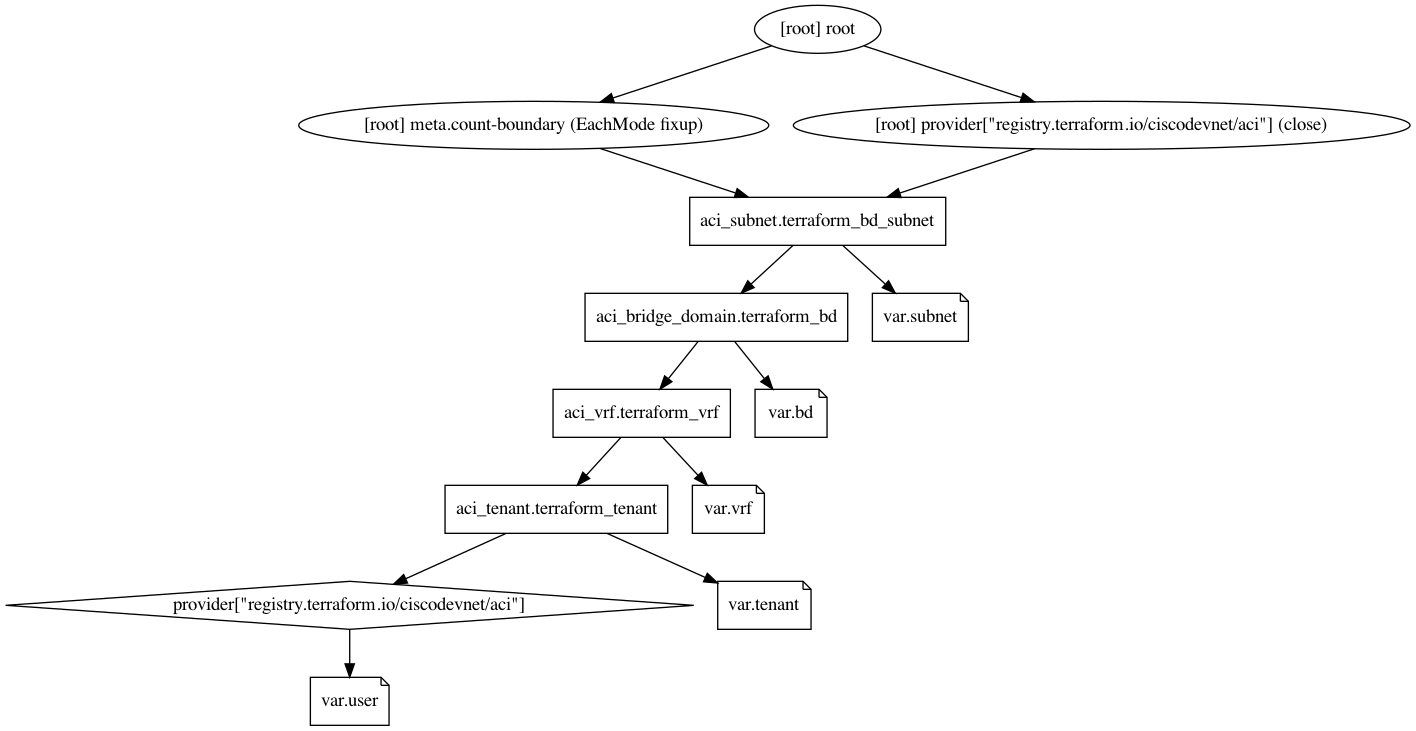 [root] root
[root] meta.count-boundary (EachMode fixup)
[root] provider["registry.terraform.io/ciscodevnet/aci"] (close)
aci_subnet.terraform_bd_subnet
aci_bridge_domain.terraform_bd
var.subnet
aci_vrf.terraform_vrf
var.bd
aci_tenant.terraform_tenant
var.vrf
provider["registry.terraform.io/ciscodevnet/aci"]
var.tenant
var.user